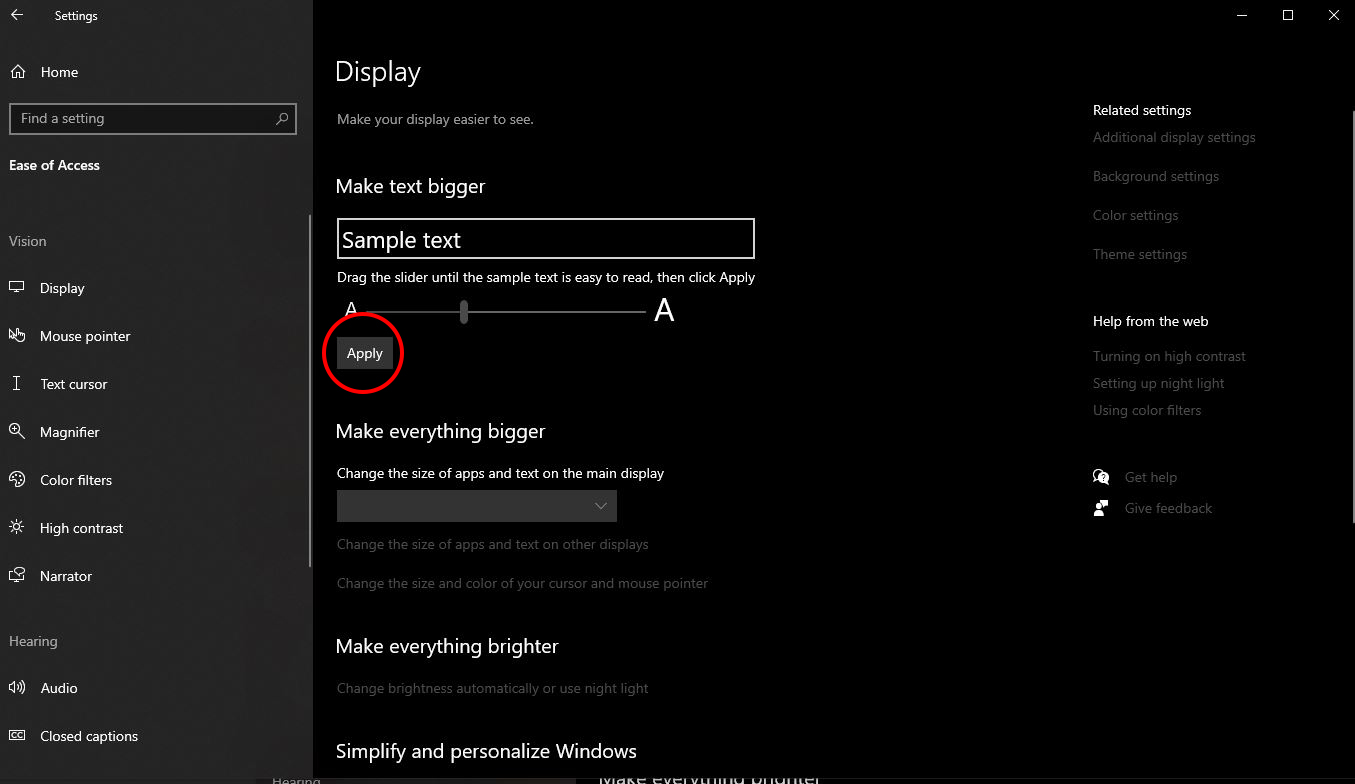 Settings
Home
Find a setting
Ease of Access
Vision
Display
Mouse pointer
Text cursor
Magnifier
Color filters
High contrast
Narrator
Hearing
Audio
CC Closed captions
Display
Make your display easier to see.
Make text bigger
Sample text
Drag the slider until the sample text is easy to read, then click Apply
A A
Apply
Make everything bigger
Change the size of apps and text on the main display
Change the size of apps and text on other displays
Change the size and color of your cursor and mouse pointer
Make everything brighter
Change brightness automatically or use night light
Simplify and personalize Windows
Related settings
Additional display settings
Background settings
Color settings
Theme settings
Help from the web
Turning on high contrast
Setting up night light
Using color filters
Get help
Give feedback
Hearing
Make everything brighter